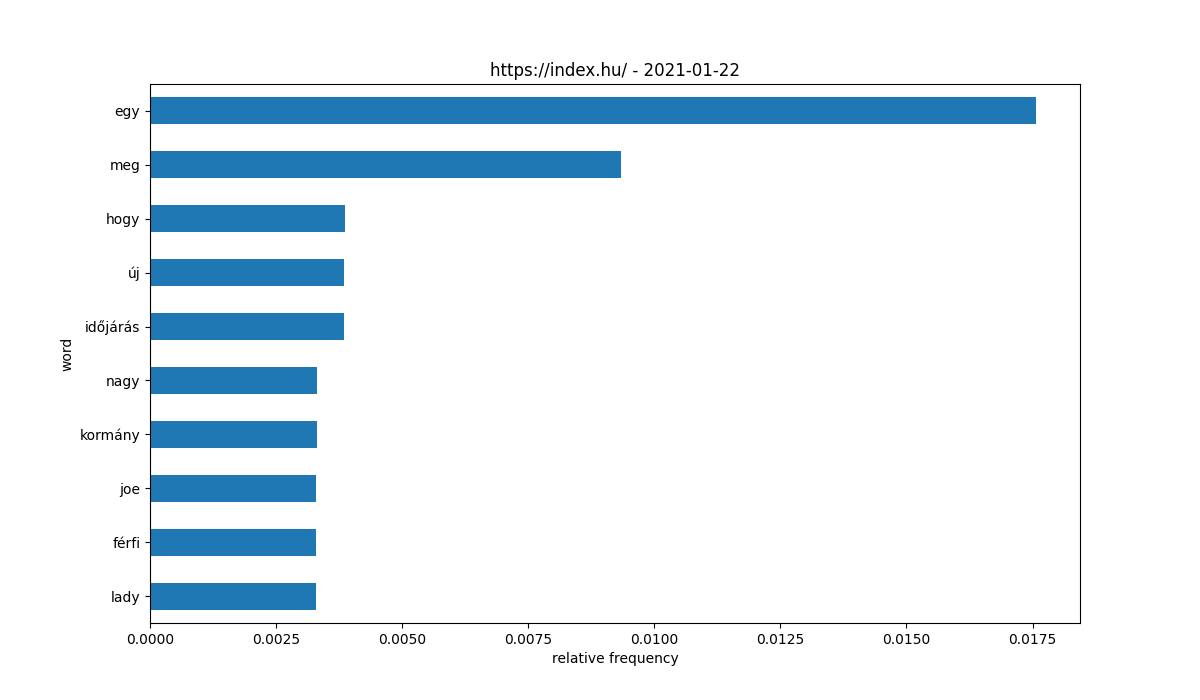 https://index.hu/ - 2021-01-22
egy
meg
hogy
új
időjárás
nagy
kormány
joe
férfi
lady
word
0.0000 0.0025 0.0050 0.0075 0.0100 0.0125 0.0150 0.0175
relative frequency